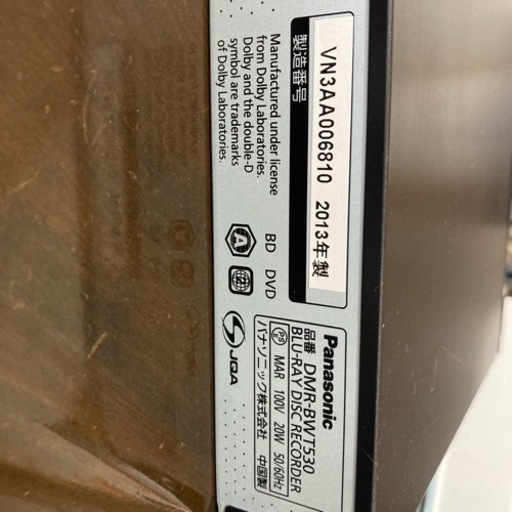 Panasonic
品番 DMR-BWT530
BLU-RAY DISC RECORDER
PSE MAR 100V 20W 50/60Hz
パナソニック株式会社 中国製
JQA
BD DVD
A 2
製造番号
VN3AA006810 2013年製
Manufactured under license
from Dolby Laboratories.
Dolby and the double-D
symbol are trademarks
of Dolby Laboratories.